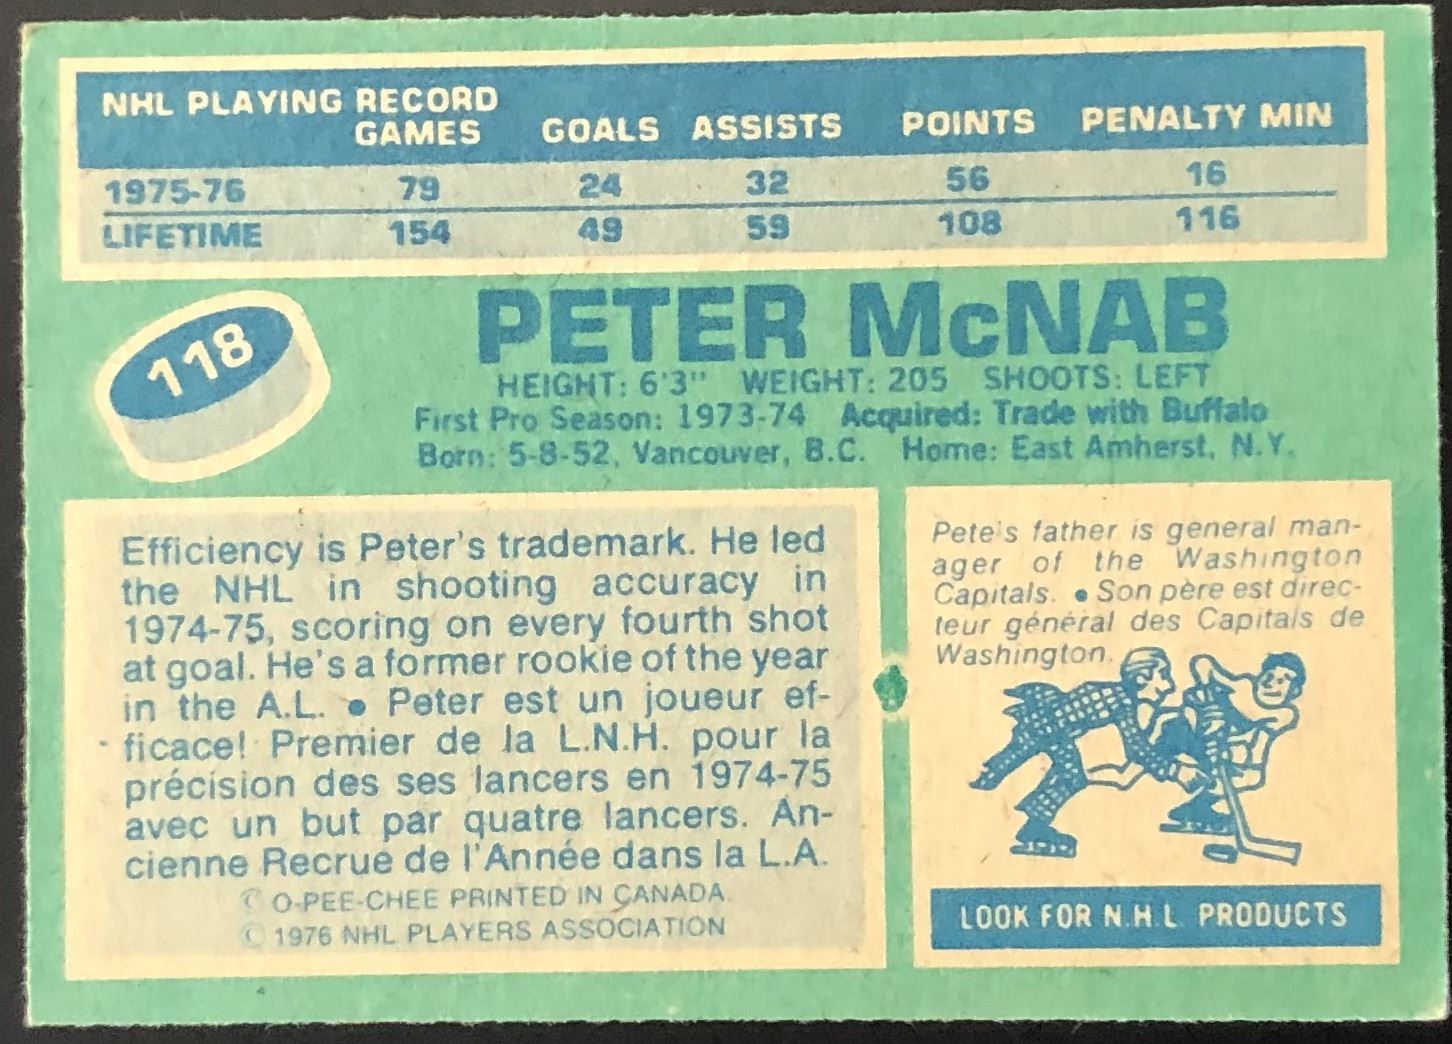 NHL PLAYING RECORD
GAMES GOALS ASSISTS POINTS PENALTY MIN
1975-76 79 24 32 56 16
LIFETIME 154 49 59 108 116
118
PETER McNAB
HEIGHT: 6'3" WEIGHT: 205 SHOOTS: LEFT
First Pro Season: 1973-74 Acquired: Trade with Buffalo
Born: 5-8-52, Vancouver, B.C. Home: East Amherst, N.Y.
Efficiency is Peter's trademark. He led
the NHL in shooting accuracy in
1974-75, scoring on every fourth shot
at goal. He's a former rookie of the year
in the A.L. • Peter est un joueur ef-
ficace! Premier de la L.N.H. pour la
précision des ses lancers en 1974-75
avec un but par quatre lancers. An-
cienne Recrue de l'Année dans la L.A.
© O-PEE-CHEE PRINTED IN CANADA
© 1976 NHL PLAYERS ASSOCIATION
Pete's father is general man-
ager of the Washington
Capitals. • Son père est direc-
teur général des Capitals de
Washington.
LOOK FOR N.H.L. PRODUCTS